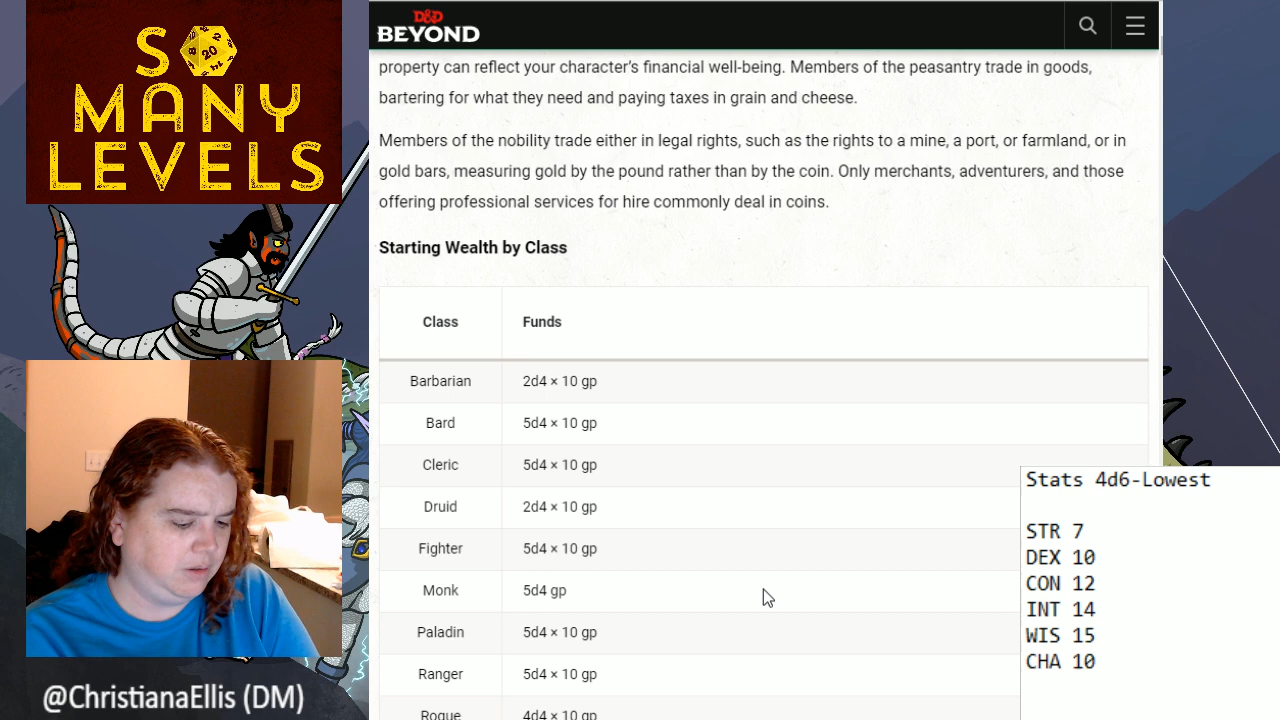 SO
MANY
LEVELS
@ChristianaEllis (DM)
D&D
BEYOND
property can reflect your character's financial well-being. Members of the peasantry trade in goods,
bartering for what they need and paying taxes in grain and cheese.
Members of the nobility trade either in legal rights, such as the rights to a mine, a port, or farmland, or in
gold bars, measuring gold by the pound rather than by the coin. Only merchants, adventurers, and those
offering professional services for hire commonly deal in coins.
Starting Wealth by Class
Class Funds
Barbarian 2d4 × 10 gp
Bard 5d4 × 10 gp
Cleric 5d4 × 10 gp
Druid 2d4 × 10 gp
Fighter 5d4 × 10 gp
Monk 5d4 gp
Paladin 5d4 × 10 gp
Ranger 5d4 × 10 gp
Rogue 4d4 × 10 gp
Stats 4d6-Lowest
STR 7
DEX 10
CON 12
INT 14
WIS 15
CHA 10